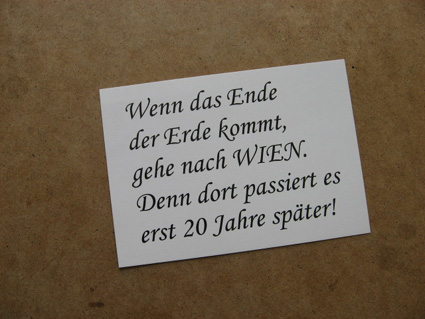 Wenn das Ende
der Erde kommt,
gehe nach WIEN.
Denn dort passiert es
erst 20 Jahre später!